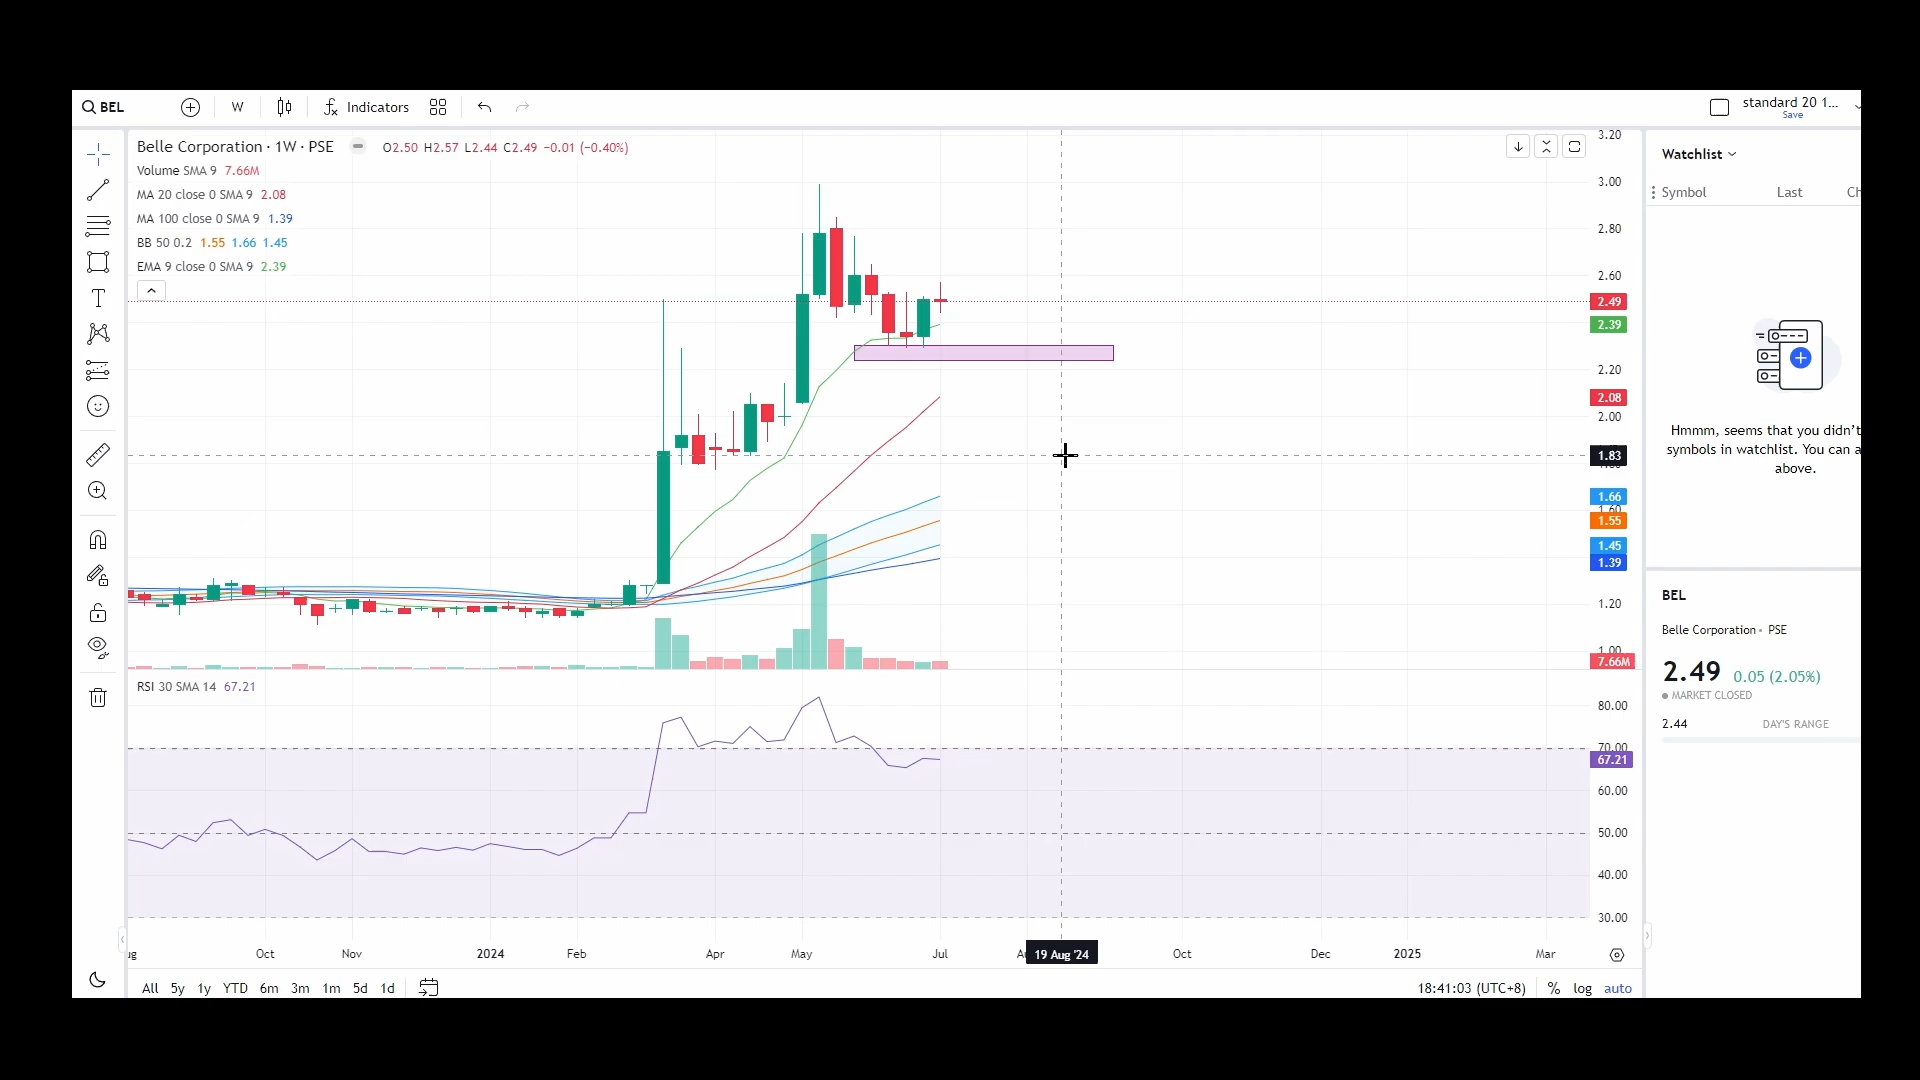 BEL
W
Indicators
standard 20 1...
Save
Belle Corporation · 1W · PSE
O2.50 H2.57 L2.44 C2.49 −0.01 (−0.40%)
Volume SMA 9 7.66M
MA 20 close 0 SMA 9 2.08
MA 100 close 0 SMA 9 1.39
BB 50 0.2 1.55 1.66 1.45
EMA 9 close 0 SMA 9 2.39
3.20
3.00
2.80
2.60
2.49
2.39
2.20
2.08
2.00
1.83
1.66
1.60
1.55
1.45
1.39
1.20
1.00
7.66M
RSI 30 SMA 14 67.21
80.00
70.00
67.21
60.00
50.00
40.00
30.00
ug
Oct
Nov
2024
Feb
Apr
May
Jul
19 Aug '24
Oct
Dec
2025
Mar
All 5y 1y YTD 6m 3m 1m 5d 1d
18:41:03 (UTC+8)
%
log
auto
Watchlist
Symbol Last Ch
Hmmm, seems that you didn't
symbols in watchlist. You can a
above.
BEL
Belle Corporation • PSE
2.49 0.05 (2.05%)
MARKET CLOSED
2.44 DAY'S RANGE